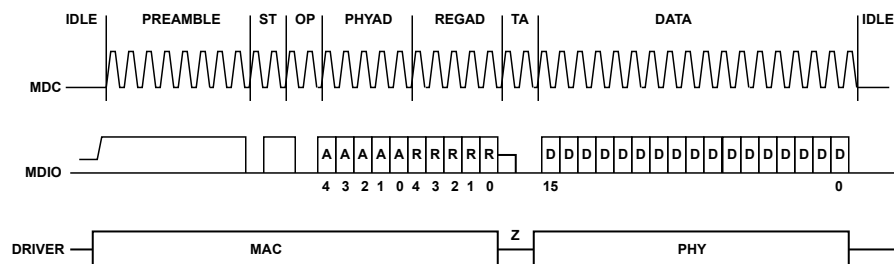 IDLE PREAMBLE ST OP PHYAD REGAD TA DATA IDLE
MDC
A A A A A R R R R R D D D D D D D D D D D D D D D D D
MDIO
4 3 2 1 0 4 3 2 1 0 15 0
Z
DRIVER MAC PHY